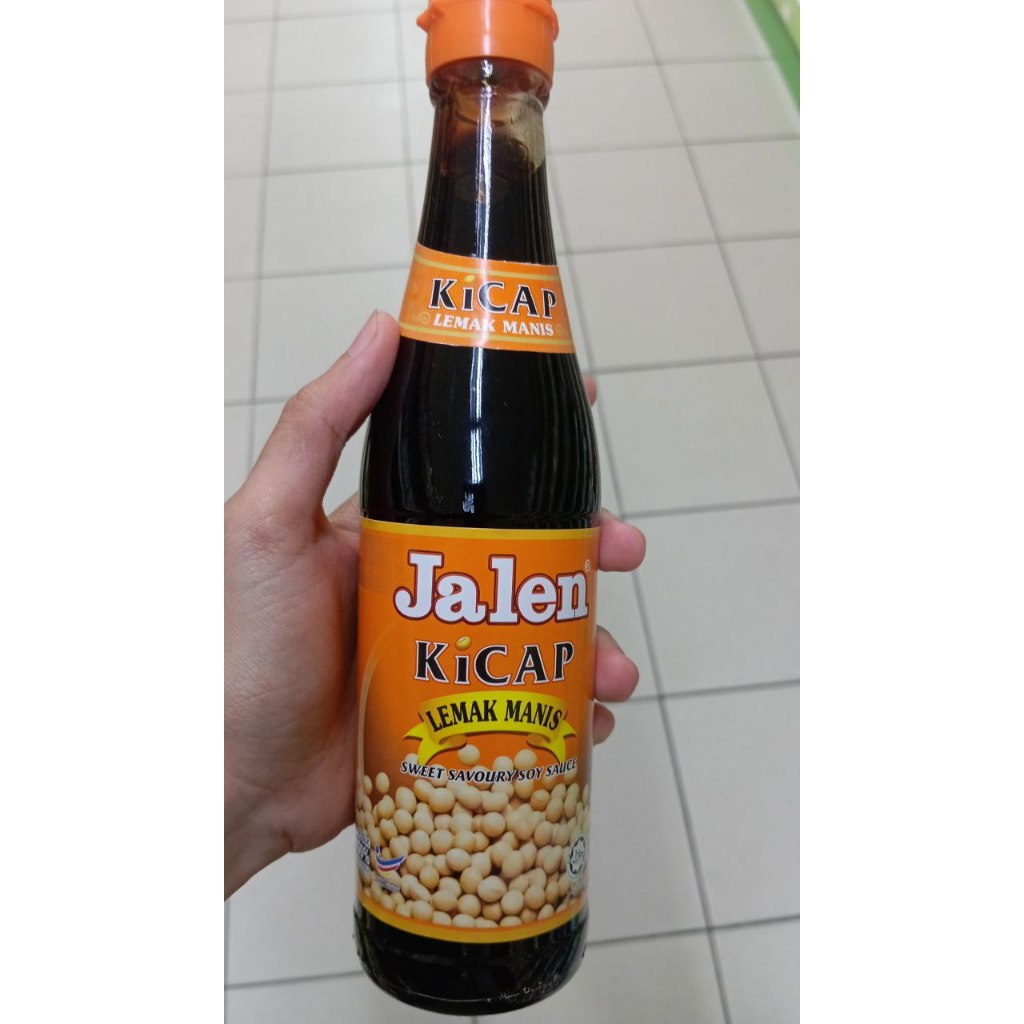 KiCAP
LEMAK MANIS
Jalen®
KiCAP
LEMAK MANIS
SWEET SAVOURY SOY SAUCE